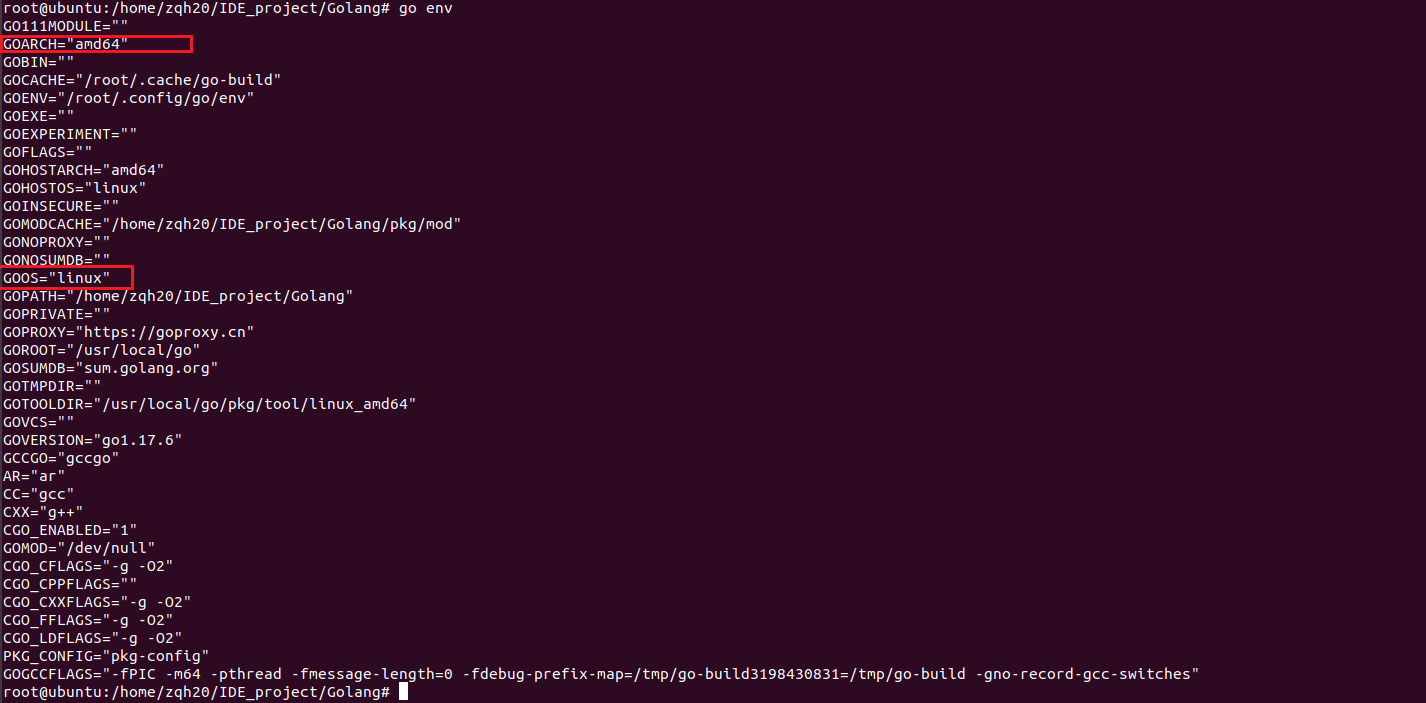 root@ubuntu:/home/zqh20/IDE_project/Golang# go env
GO111MODULE=""
GOARCH="amd64"
GOBIN=""
GOCACHE="/root/.cache/go-build"
GOENV="/root/.config/go/env"
GOEXE=""
GOEXPERIMENT=""
GOFLAGS=""
GOHOSTARCH="amd64"
GOHOSTOS="linux"
GOINSECURE=""
GOMODCACHE="/home/zqh20/IDE_project/Golang/pkg/mod"
GONOPROXY=""
GONOSUMDB=""
GOOS="linux"
GOPATH="/home/zqh20/IDE_project/Golang"
GOPRIVATE=""
GOPROXY="https://goproxy.cn"
GOROOT="/usr/local/go"
GOSUMDB="sum.golang.org"
GOTMPDIR=""
GOTOOLDIR="/usr/local/go/pkg/tool/linux_amd64"
GOVCS=""
GOVERSION="go1.17.6"
GCCGO="gccgo"
AR="ar"
CC="gcc"
CXX="g++"
CGO_ENABLED="1"
GOMOD="/dev/null"
CGO_CFLAGS="-g -O2"
CGO_CPPFLAGS=""
CGO_CXXFLAGS="-g -O2"
CGO_FFLAGS="-g -O2"
CGO_LDFLAGS="-g -O2"
PKG_CONFIG="pkg-config"
GOGCCFLAGS="-fPIC -m64 -pthread -fmessage-length=0 -fdebug-prefix-map=/tmp/go-build3198430831=/tmp/go-build -gno-record-gcc-switches"
root@ubuntu:/home/zqh20/IDE_project/Golang#